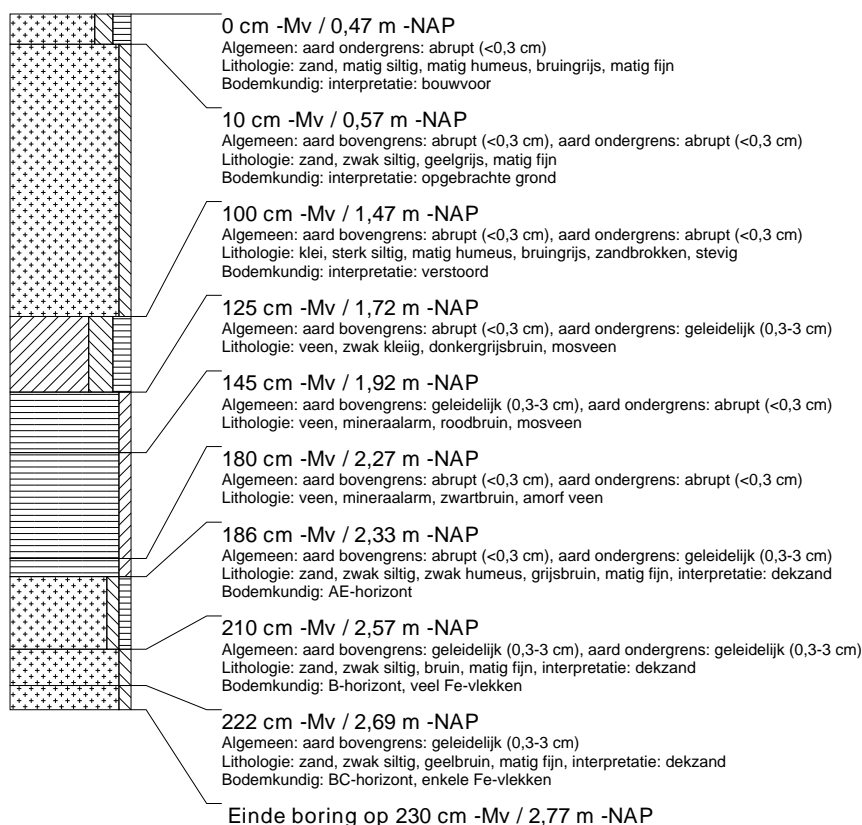 0 cm -Mv / 0,47 m -NAP
Algemeen: aard ondergrens: abrupt (<0,3 cm)
Lithologie: zand, matig siltig, matig humeus, bruingrijs, matig fijn
Bodemkundig: interpretatie: bouwvoor
10 cm -Mv / 0,57 m -NAP
Algemeen: aard bovengrens: abrupt (<0,3 cm), aard ondergrens: abrupt (<0,3 cm)
Lithologie: zand, zwak siltig, geelgrijs, matig fijn
Bodemkundig: interpretatie: opgebrachte grond
100 cm -Mv / 1,47 m -NAP
Algemeen: aard bovengrens: abrupt (<0,3 cm), aard ondergrens: abrupt (<0,3 cm)
Lithologie: klei, sterk siltig, matig humeus, bruingrijs, zandbrokken, stevig
Bodemkundig: interpretatie: verstoord
125 cm -Mv / 1,72 m -NAP
Algemeen: aard bovengrens: abrupt (<0,3 cm), aard ondergrens: geleidelijk (0,3-3 cm)
Lithologie: veen, zwak kleiig, donkergrijsbruin, mosveen
145 cm -Mv / 1,92 m -NAP
Algemeen: aard bovengrens: geleidelijk (0,3-3 cm), aard ondergrens: abrupt (<0,3 cm)
Lithologie: veen, mineraalarm, roodbruin, mosveen
180 cm -Mv / 2,27 m -NAP
Algemeen: aard bovengrens: abrupt (<0,3 cm), aard ondergrens: abrupt (<0,3 cm)
Lithologie: veen, mineraalarm, zwartbruin, amorf veen
186 cm -Mv / 2,33 m -NAP
Algemeen: aard bovengrens: abrupt (<0,3 cm), aard ondergrens: geleidelijk (0,3-3 cm)
Lithologie: zand, zwak siltig, zwak humeus, grijsbruin, matig fijn, interpretatie: dekzand
Bodemkundig: AE-horizont
210 cm -Mv / 2,57 m -NAP
Algemeen: aard bovengrens: geleidelijk (0,3-3 cm), aard ondergrens: geleidelijk (0,3-3 cm)
Lithologie: zand, zwak siltig, bruin, matig fijn, interpretatie: dekzand
Bodemkundig: B-horizont, veel Fe-vlekken
222 cm -Mv / 2,69 m -NAP
Algemeen: aard bovengrens: geleidelijk (0,3-3 cm)
Lithologie: zand, zwak siltig, geelbruin, matig fijn, interpretatie: dekzand
Bodemkundig: BC-horizont, enkele Fe-vlekken
Einde boring op 230 cm -Mv / 2,77 m -NAP